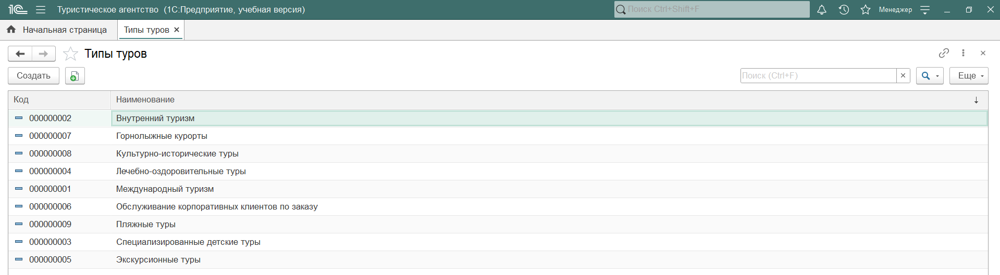 1С Туристическое агентство (1С:Предприятие, учебная версия) Поиск Ctrl+Shift+F Менеджер
Начальная страница Типы туров
Типы туров
Создать Поиск (Ctrl+F) Еще
Код Наименование
000000002 Внутренний туризм
000000007 Горнолыжные курорты
000000008 Культурно-исторические туры
000000004 Лечебно-оздоровительные туры
000000001 Международный туризм
000000006 Обслуживание корпоративных клиентов по заказу
000000009 Пляжные туры
000000003 Специализированные детские туры
000000005 Экскурсионные туры